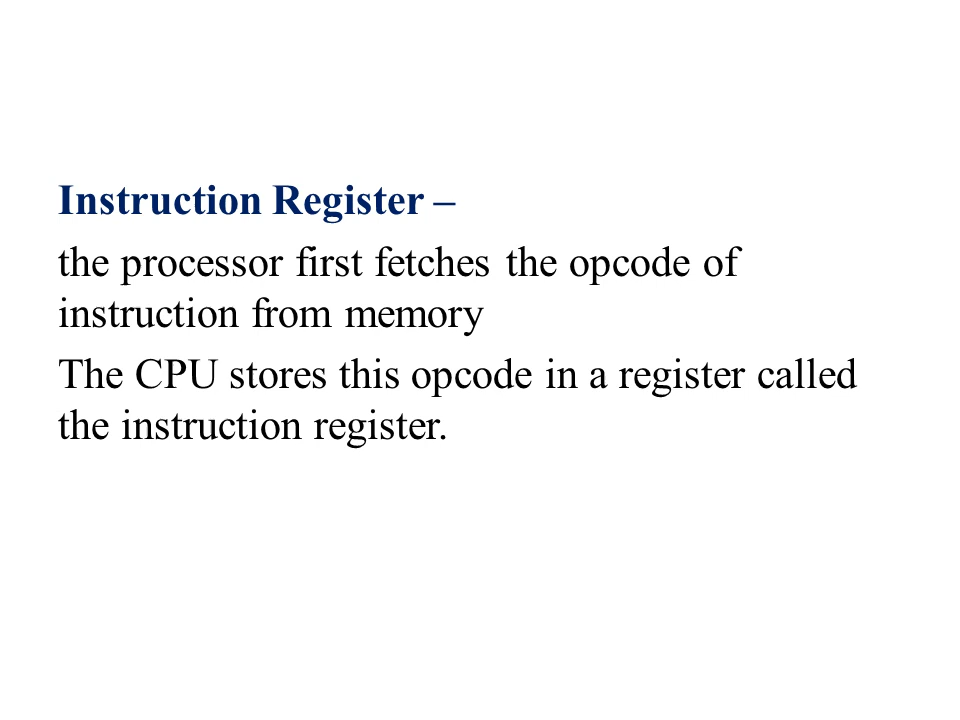 Instruction Register –
the processor first fetches the opcode of
instruction from memory
The CPU stores this opcode in a register called
the instruction register.